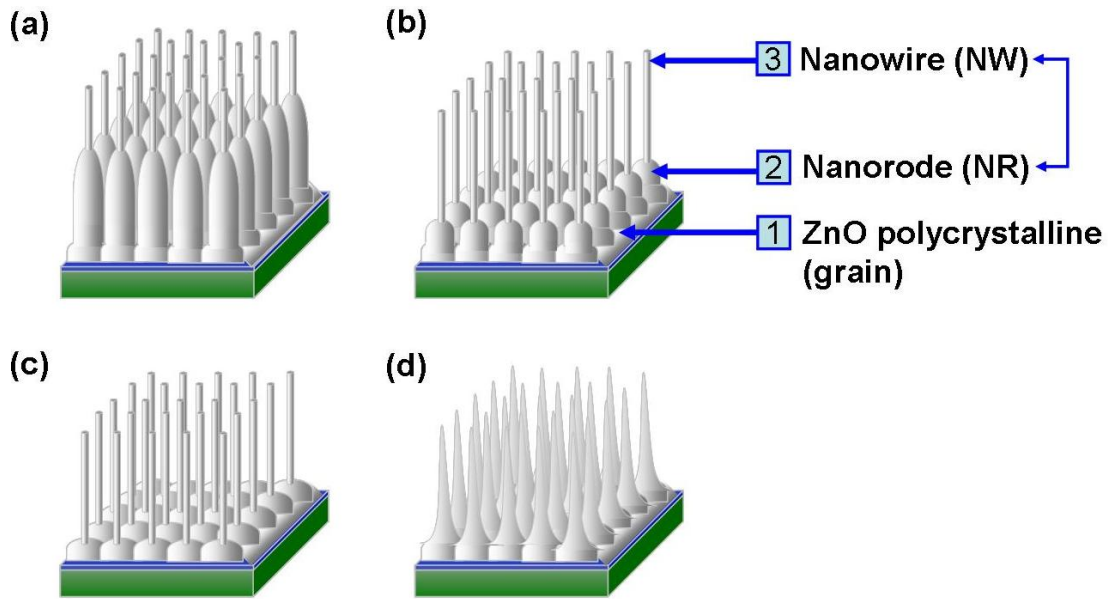 (a)
(b)
3 Nanowire (NW)
2 Nanorode (NR)
1 ZnO polycrystalline
(grain)
(c)
(d)